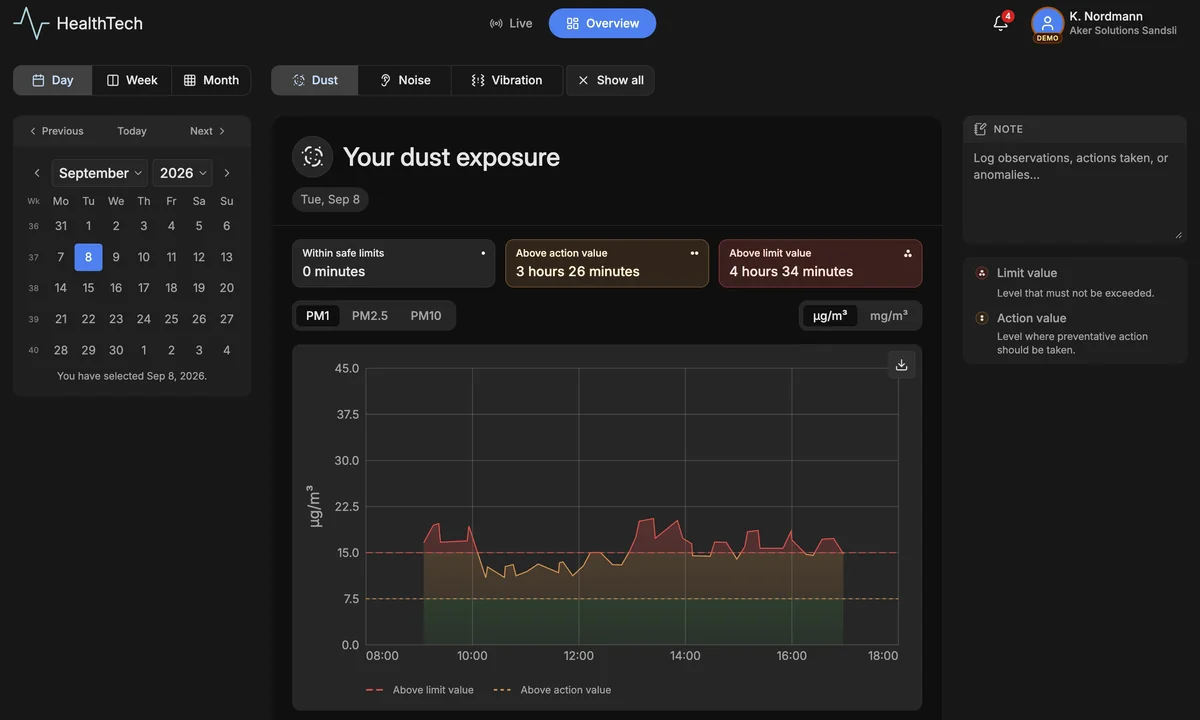 HealthTech
Live
Overview
4
K. Nordmann
Aker Solutions Sandsli
DEMO
Day
Week
Month
Dust
Noise
Vibration
Show all
Previous
Today
Next
September
2026
Wk Mo Tu We Th Fr Sa Su
36 31 1 2 3 4 5 6
37 7 8 9 10 11 12 13
38 14 15 16 17 18 19 20
39 21 22 23 24 25 26 27
40 28 29 30 1 2 3 4
You have selected Sep 8, 2026.
Your dust exposure
Tue, Sep 8
Within safe limits
0 minutes
Above action value
3 hours 26 minutes
Above limit value
4 hours 34 minutes
PM1
PM2.5
PM10
µg/m³
mg/m³
µg/m³
45.0
37.5
30.0
22.5
15.0
7.5
0.0
08:00 10:00 12:00 14:00 16:00 18:00
Above limit value
Above action value
NOTE
Log observations, actions taken, or
anomalies...
Limit value
Level that must not be exceeded.
Action value
Level where preventative action
should be taken.